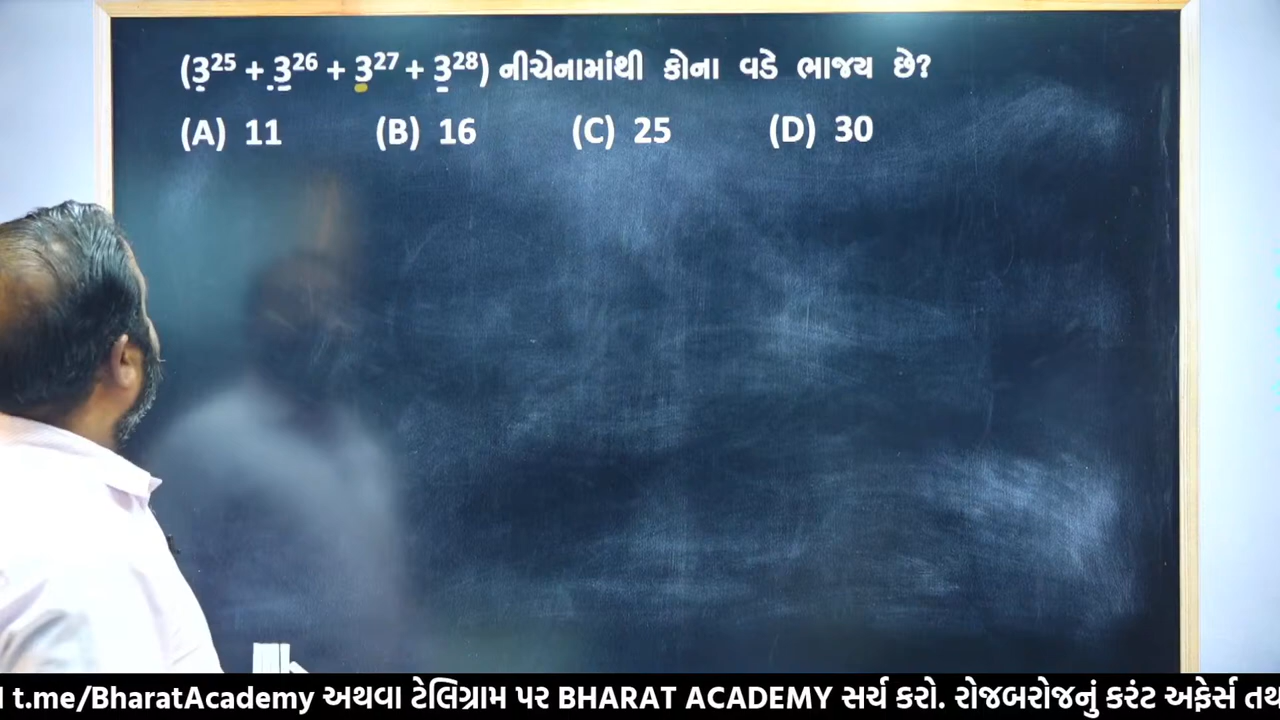 (3²⁵ + 3²⁶ + 3²⁷ + 3²⁸) નીચેનામાંથી કોના વડે ભાજ્ય છે?
(A) 11 (B) 16 (C) 25 (D) 30
t.me/BharatAcademy અથવા ટેલિગ્રામ પર BHARAT ACADEMY સર્ચ કરો. રોજબરોજનું કરંટ અફેર્સ